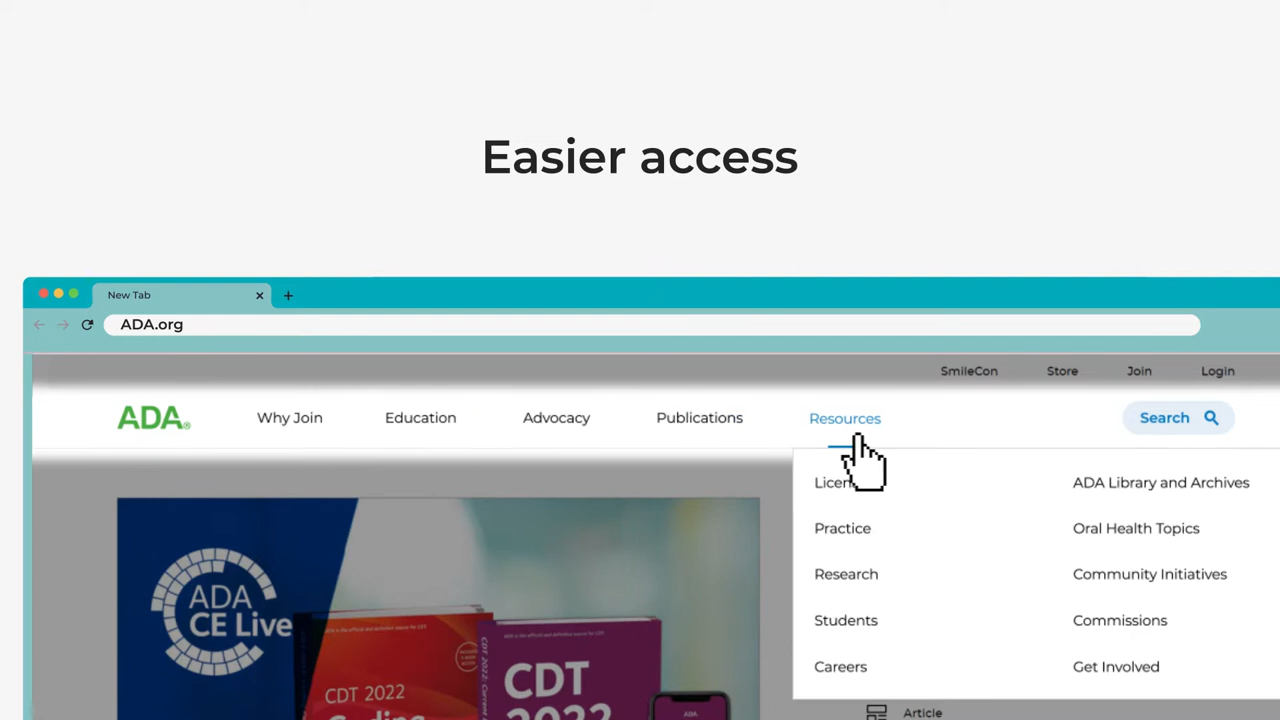 Easier access
New Tab
ADA.org
SmileCon Store Join Login
ADA® Why Join Education Advocacy Publications Resources Search
ADA Library and Archives
Practice Oral Health Topics
Research Community Initiatives
Students Commissions
Careers Get Involved
ADA
CE Live
CDT 2022
CDT
2022
ADA
Article